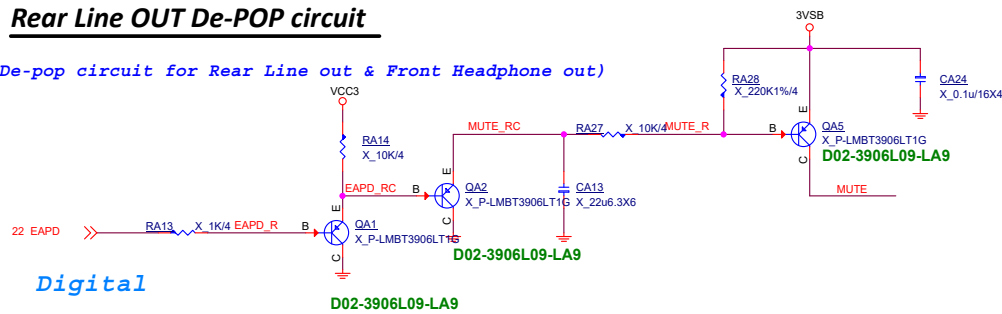 Rear Line OUT De-POP circuit
De-pop circuit for Rear Line out & Front Headphone out)
3VSB
RA28
X_220K1%/4
CA24
X_0.1u/16X4
VCC3
RA14
X_10K/4
MUTE_RC
RA27
X_10K/4
MUTE_R
B
E
C
QA5
X_P-LMBT3906LT1G
D02-3906L09-LA9
MUTE
EAPD_RC
B
E
C
QA2
X_P-LMBT3906LT1G
D02-3906L09-LA9
CA13
X_22u6.3X6
22 EAPD
RA13
X_1K/4
EAPD_R
B
E
C
QA1
X_P-LMBT3906LT1G
D02-3906L09-LA9
Digital